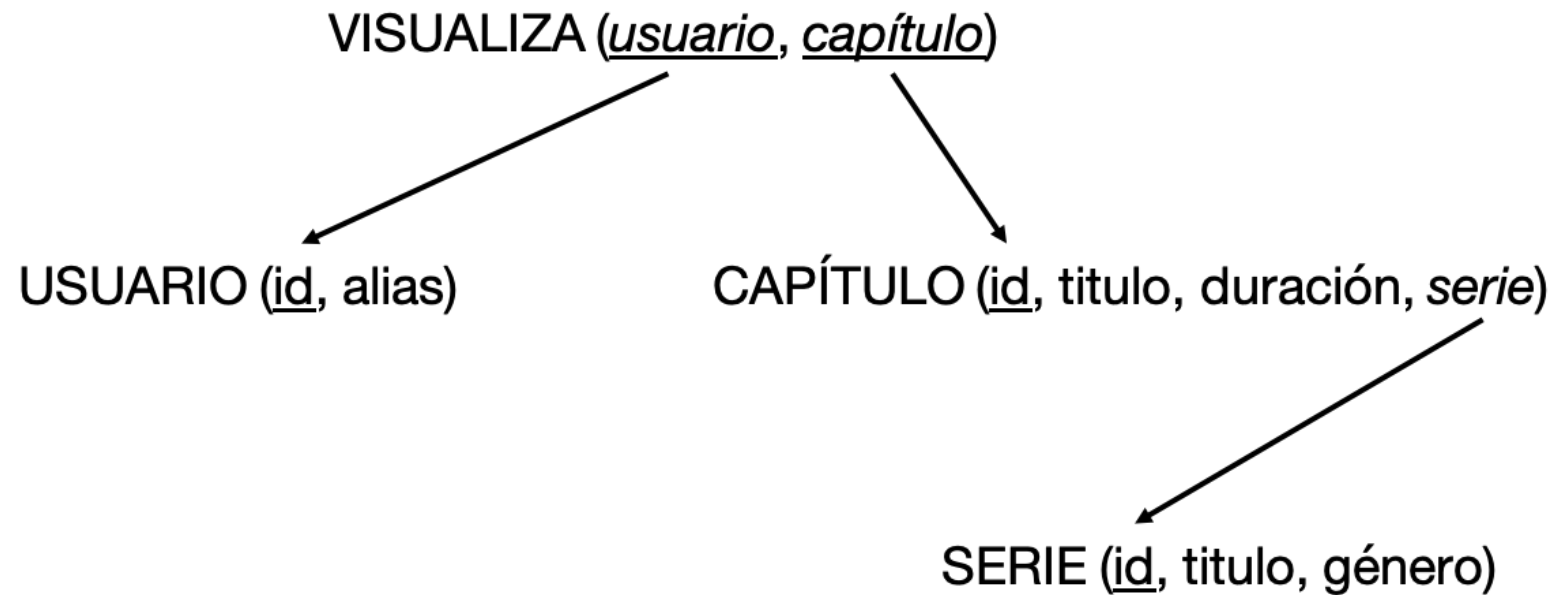 VISUALIZA (usuario, capítulo)
USUARIO (id, alias)
CAPÍTULO (id, titulo, duración, serie)
SERIE (id, titulo, género)